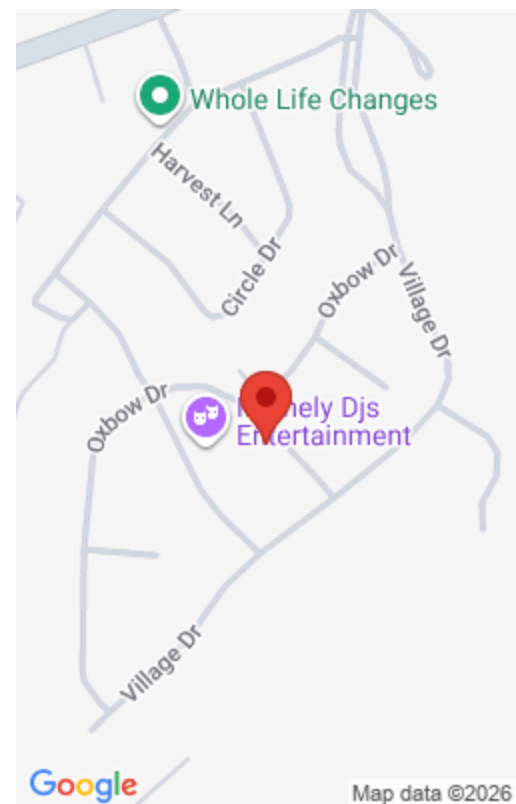 Whole Life Changes
Harvest Ln
Circle Dr
Oxbow Dr
Village Dr
Oxbow Dr
Djs
Entertainment
Village Dr
Google
Map data ©2026